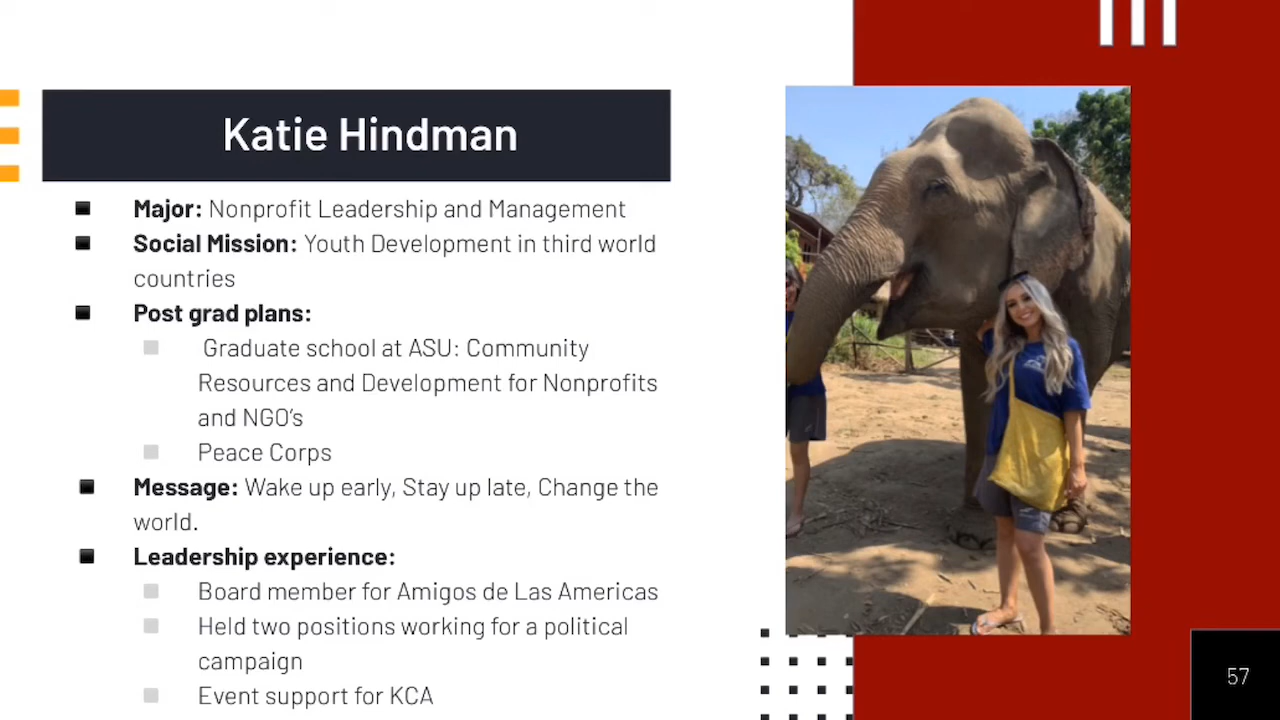 Katie Hindman
Major: Nonprofit Leadership and Management
Social Mission: Youth Development in third world
countries
Post grad plans:
Graduate school at ASU: Community
Resources and Development for Nonprofits
and NGO's
Peace Corps
Message: Wake up early, Stay up late, Change the
world.
Leadership experience:
Board member for Amigos de Las Americas
Held two positions working for a political
campaign
Event support for KCA
57